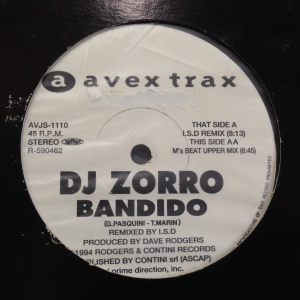 a avex trax
AVJS-1110
45 R.P.M.
STEREO
R-590462
THAT SIDE A
I.S.D REMIX (8:13)
THIS SIDE AA
M's BEAT UPPER MIX (6:45)
DJ ZORRO
BANDIDO
(G.PASQUINI - T.MARIN)
REMIXED BY I.S.D
PRODUCED BY DAVE RODGERS
1994 RODGERS & CONTINI RECORDS
PUBLISHED BY CONTINI srl (ASCAP)
prime direction, inc.